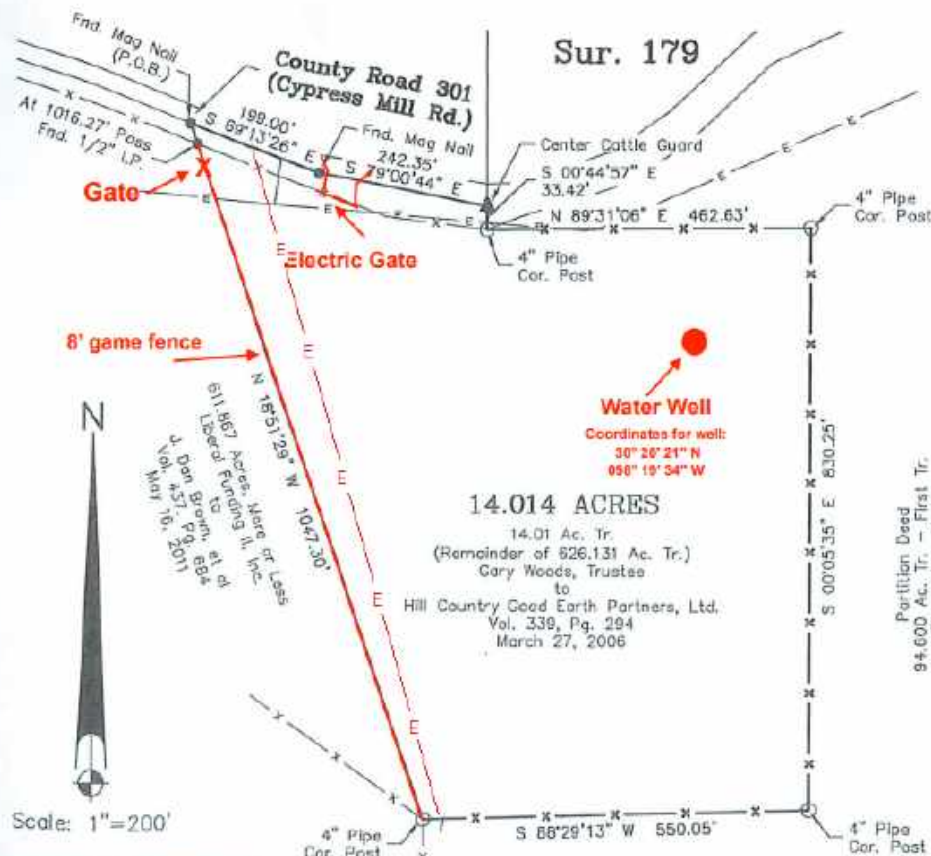 Sur. 179
Fnd. Mag Nail
(P.O.B.)
County Road 301
(Cypress Mill Rd.)
199.00'
S 69°13'26" E
Fnd. Mag Nail
242.35'
S 79°00'44" E
At 1016.27' Pass
Fnd. 1/2" I.P.
Center Cattle Guard
S 00°44'57" E
33.42'
N 89°31'06" E 462.63'
4" Pipe
Cor. Post
4" Pipe
Cor. Post
Gate
X
Electric Gate
8' game fence
N 18°51'29" W 1047.30'
611.867 Acres, More or Less
Liberal Funding II, Inc.
to
J. Dan Brown, et al
Vol. 437, Pg. 684
May 16, 2011
N
Water Well
Coordinates for well:
30° 26' 21" N
098° 19' 34" W
14.014 ACRES
14.01 Ac. Tr.
(Remainder of 626.131 Ac. Tr.)
Gary Woods, Trustee
to
Hill Country Good Earth Partners, Ltd.
Vol. 339, Pg. 294
March 27, 2006
S 00°05'35" E 830.25'
Partition Deed
94.600 Ac. Tr. - First Tr.
Scale: 1"=200'
4" Pipe
Cor. Post
S 88°29'13" W 550.05'
4" Pipe
Cor. Post